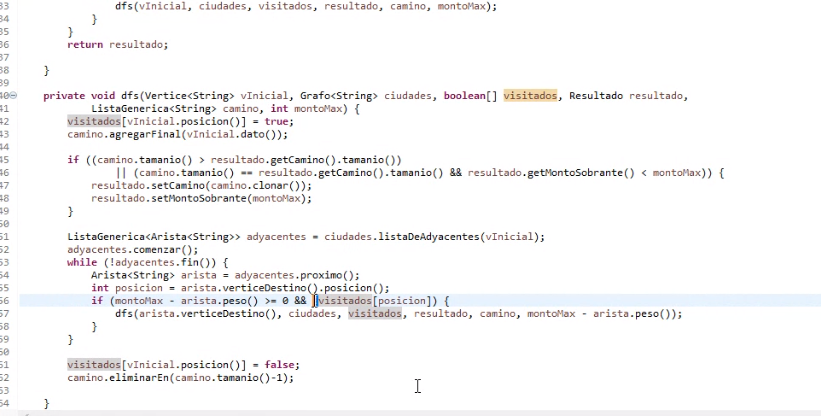 33 dfs(vInicial, ciudades, visitados, resultado, camino, montoMax);
34 }
35 }
36 return resultado;
37
38 }
39
40 private void dfs(Vertice<String> vInicial, Grafo<String> ciudades, boolean[] visitados, Resultado resultado,
41 ListaGenerica<String> camino, int montoMax) {
42 visitados[vInicial.posicion()] = true;
43 camino.agregarFinal(vInicial.dato());
44
45 if ((camino.tamanio() > resultado.getCamino().tamanio())
46 || (camino.tamanio() == resultado.getCamino().tamanio() && resultado.getMontoSobrante() < montoMax)) {
47 resultado.setCamino(camino.clonar());
48 resultado.setMontoSobrante(montoMax);
49 }
50
51 ListaGenerica<Arista<String>> adyacentes = ciudades.listaDeAdyacentes(vInicial);
52 adyacentes.comenzar();
53 while (!adyacentes.fin()) {
54 Arista<String> arista = adyacentes.proximo();
55 int posicion = arista.verticeDestino().posicion();
56 if (montoMax - arista.peso() >= 0 && !visitados[posicion]) {
57 dfs(arista.verticeDestino(), ciudades, visitados, resultado, camino, montoMax - arista.peso());
58 }
59 }
60
61 visitados[vInicial.posicion()] = false;
62 camino.eliminarEn(camino.tamanio()-1);
63
64 }